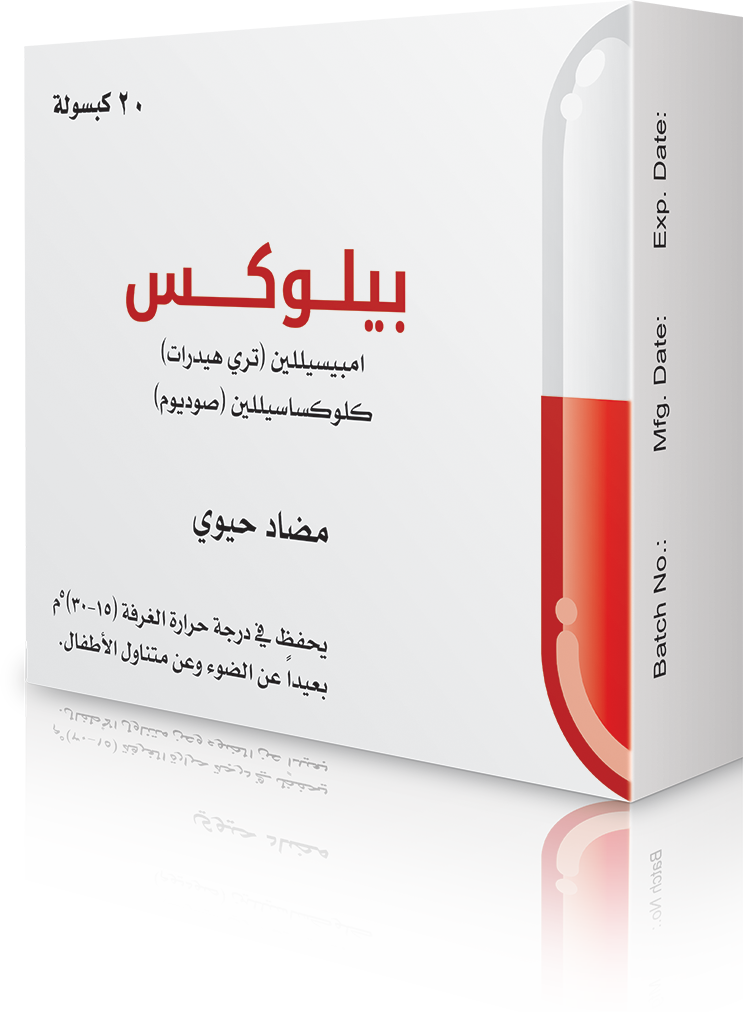 ٢٠ كبسولة
بيلوكس
امبيسيللين (تري هيدرات)
كلوكساسيللين (صوديوم)
مضاد حيوي
يحفظ في درجة حرارة الغرفة (١٥-٣٠)°م
بعيداً عن الضوء وعن متناول الأطفال.
Batch No.: Mfg. Date: Exp. Date: